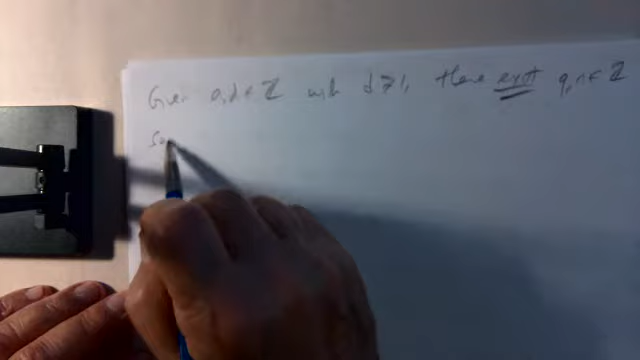 Given a, d ∈ ℤ with d ≥ 1, there exist q, r ∈ ℤ